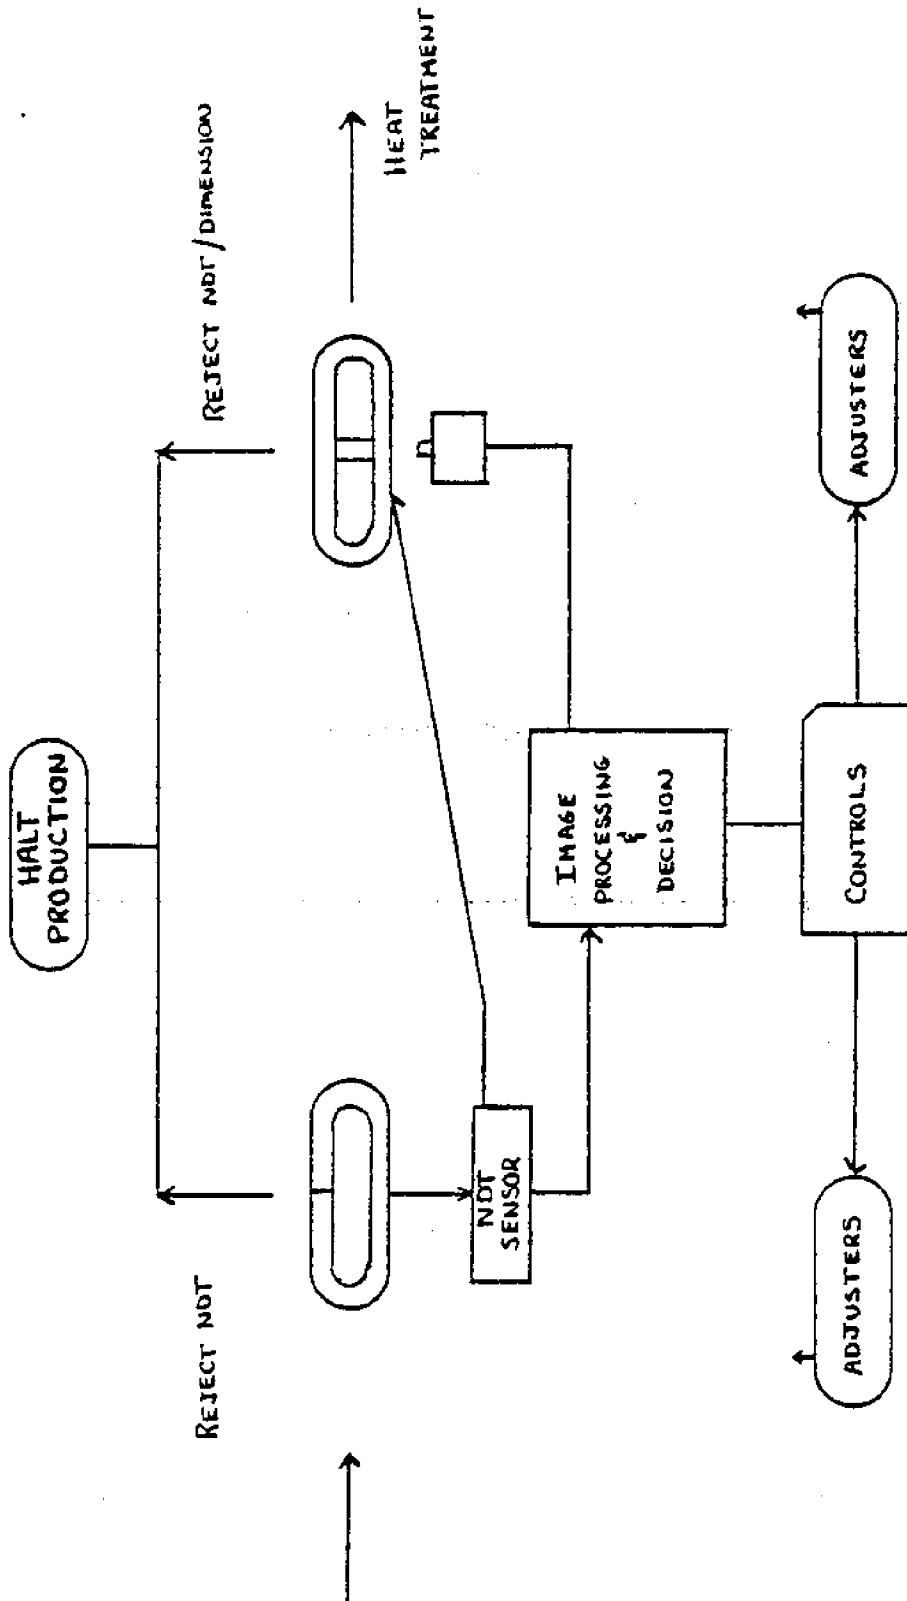 HALT
PRODUCTION
REJECT NDT
REJECT NDT/DIMENSION
HEAT
TREATMENT
NDT
SENSOR
IMAGE
PROCESSING
&
DECISION
CONTROLS
ADJUSTERS
ADJUSTERS